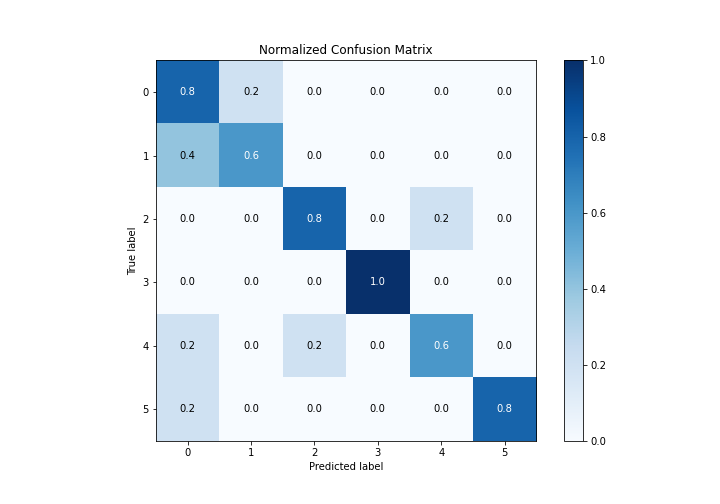 Normalized Confusion Matrix
0 0.8 0.2 0.0 0.0 0.0 0.0
1 0.4 0.6 0.0 0.0 0.0 0.0
2 0.0 0.0 0.8 0.0 0.2 0.0
3 0.0 0.0 0.0 1.0 0.0 0.0
4 0.2 0.0 0.2 0.0 0.6 0.0
5 0.2 0.0 0.0 0.0 0.0 0.8
0 1 2 3 4 5
Predicted label
True label
1.0
0.8
0.6
0.4
0.2
0.0